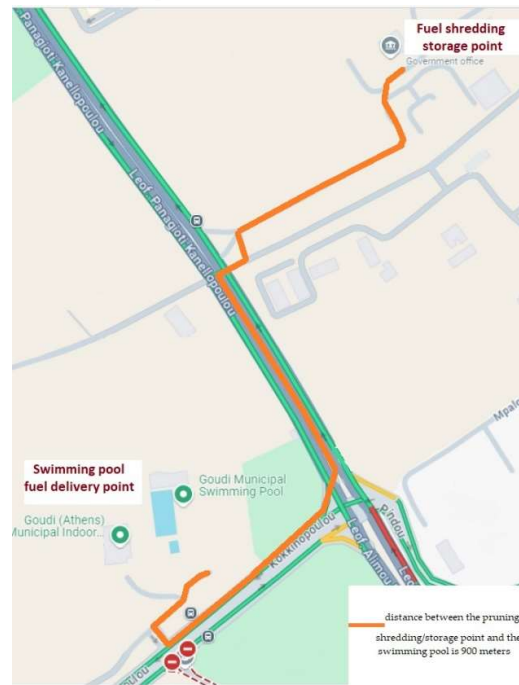 Fuel shredding
storage point
Government office
Panagioti Kanellopoulou
Leof. Panagioti Kanellopoulou
Swimming pool
fuel delivery point
Goudi Municipal
Swimming Pool
Goudi (Athens)
Municipal Indoor...
Kokkinopoulou
Pindou
Leof. Alimou
distance between the pruning
shredding/storage point and the
swimming pool is 900 meters